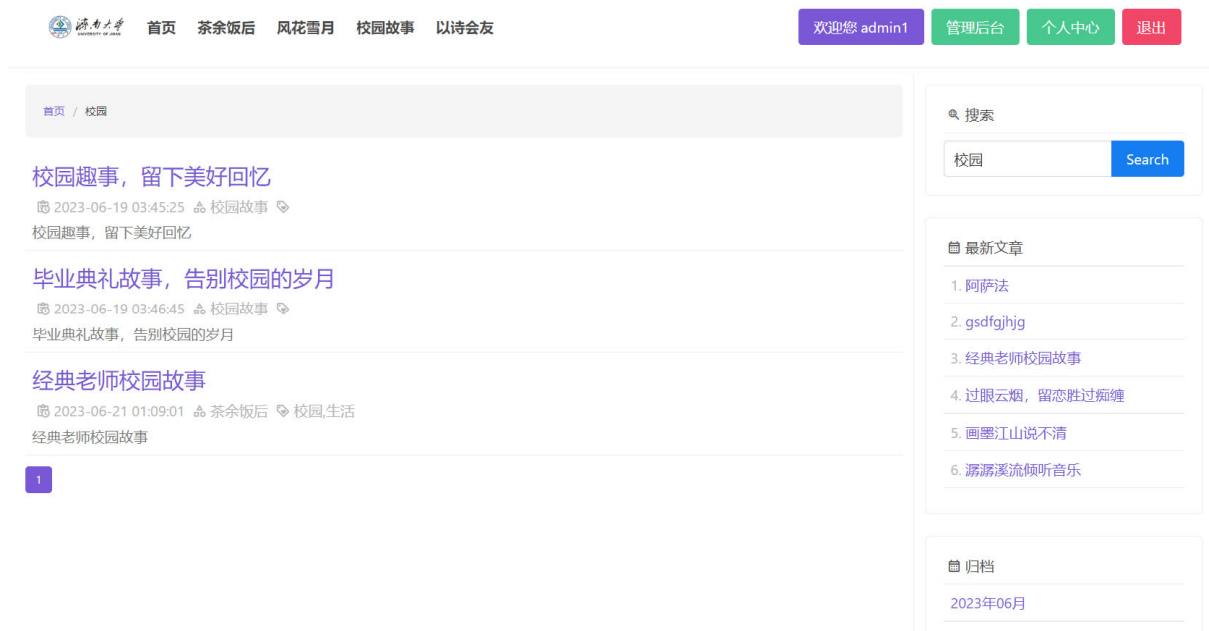 济南大学 首页 茶余饭后 风花雪月 校园故事 以诗会友 欢迎您 admin1 管理后台 个人中心 退出
UNIVERSITY OF JINAN
首页 / 校园
校园趣事，留下美好回忆
2023-06-19 03:45:25 校园故事
校园趣事，留下美好回忆
毕业典礼故事，告别校园的岁月
2023-06-19 03:46:45 校园故事
毕业典礼故事，告别校园的岁月
经典老师校园故事
2023-06-21 01:09:01 茶余饭后 校园,生活
经典老师校园故事
1
搜索
校园 Search
最新文章
1. 阿萨法
2. gsdfgjhjg
3. 经典老师校园故事
4. 过眼云烟，留恋胜过痴缠
5. 画墨江山说不清
6. 潺潺溪流倾听音乐
归档
2023年06月